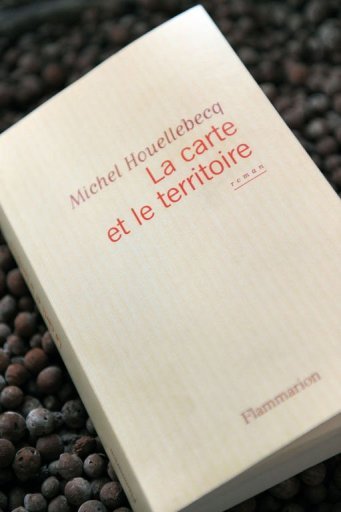 Michel Houellebecq
La carte
et le territoire
roman
Flammarion